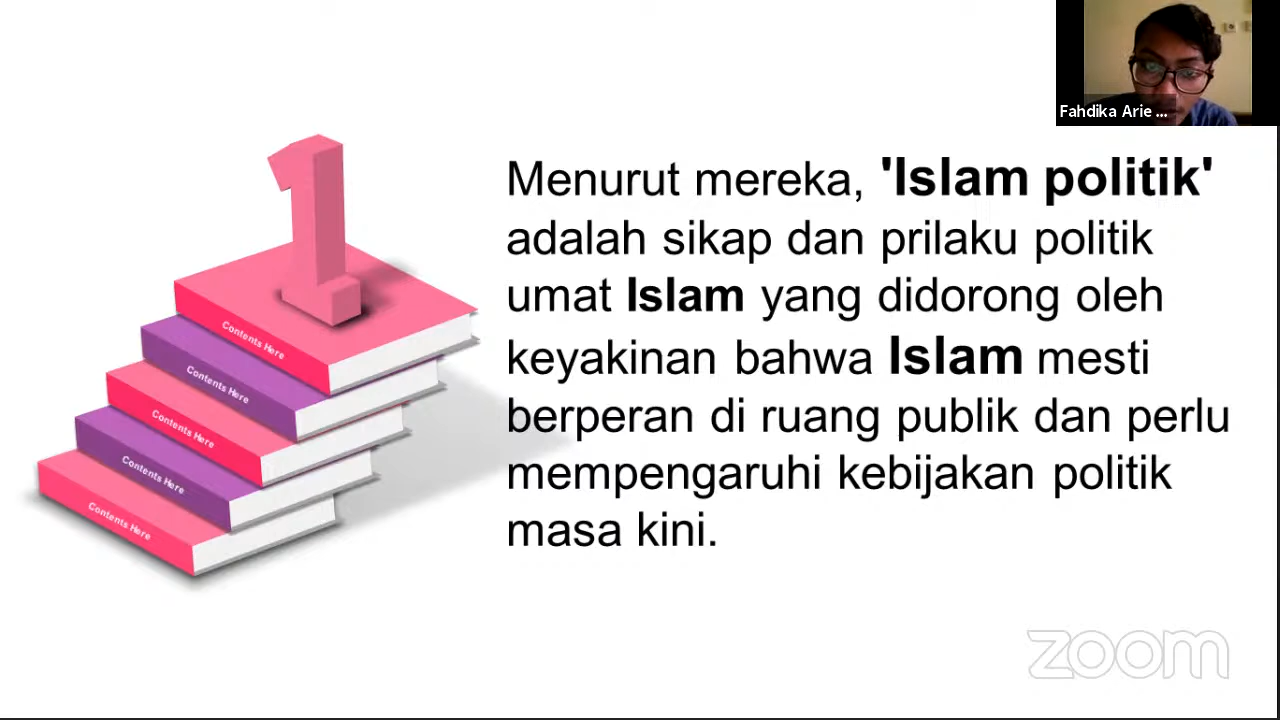 Fahdika Arie ...
Menurut mereka, 'Islam politik'
adalah sikap dan prilaku politik
umat Islam yang didorong oleh
keyakinan bahwa Islam mesti
berperan di ruang publik dan perlu
mempengaruhi kebijakan politik
masa kini.
Contents Here
Contents Here
Contents Here
Contents Here
Contents Here
1
zoom